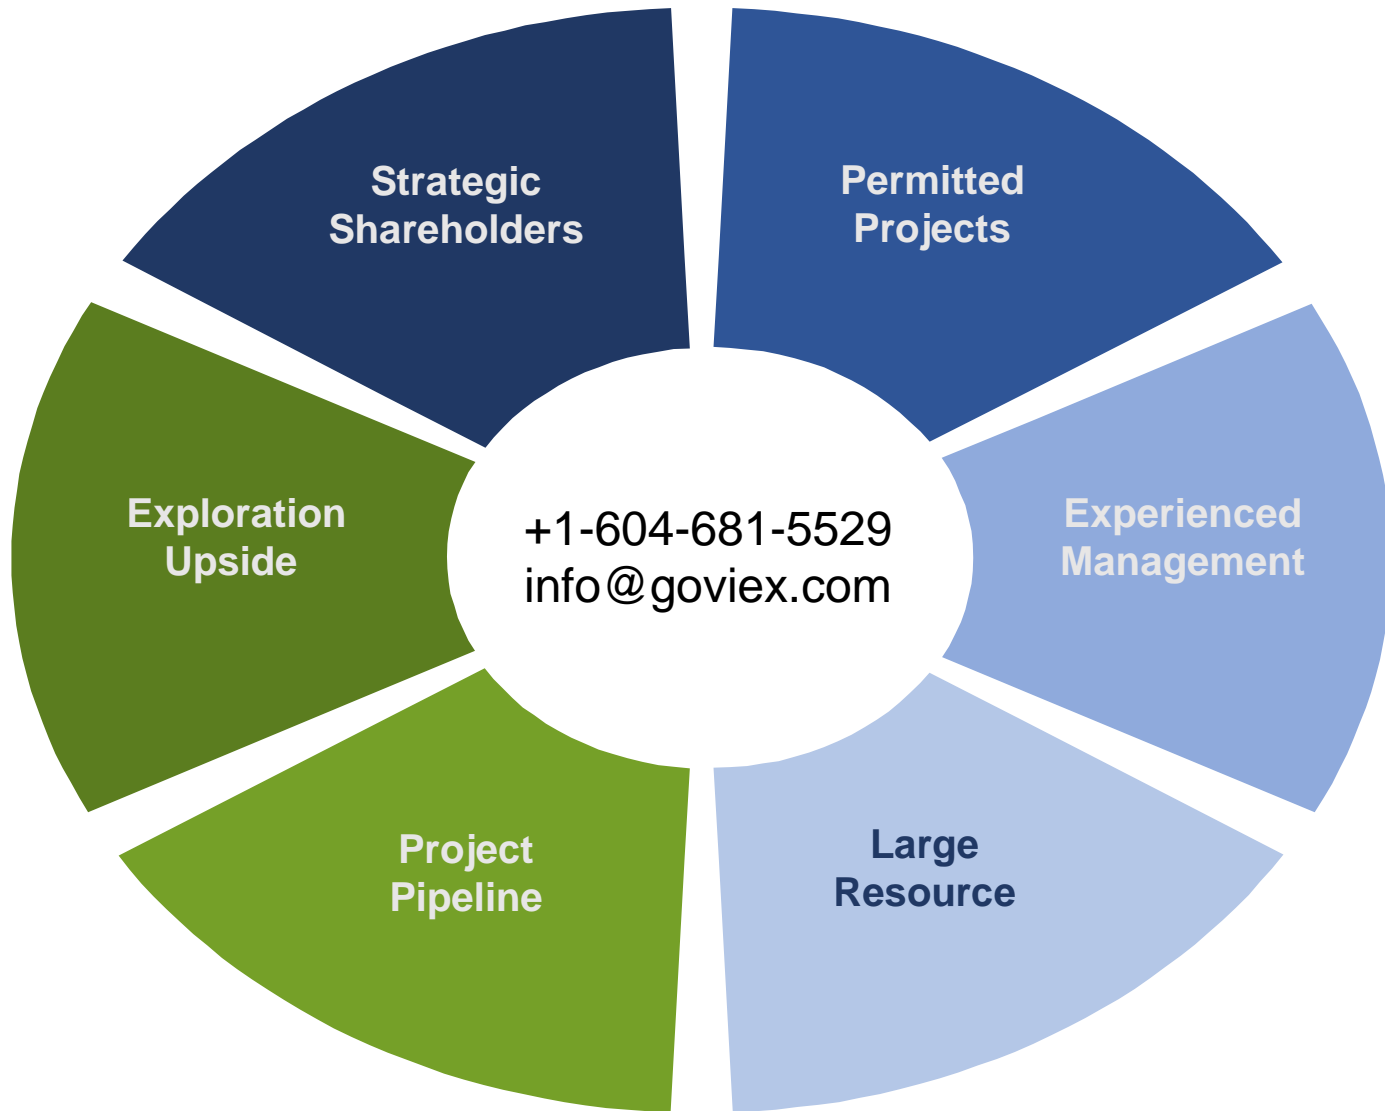 Strategic
Shareholders
Permitted
Projects
Exploration
Upside
+1-604-681-5529
info@goviex.com
Experienced
Management
Project
Pipeline
Large
Resource